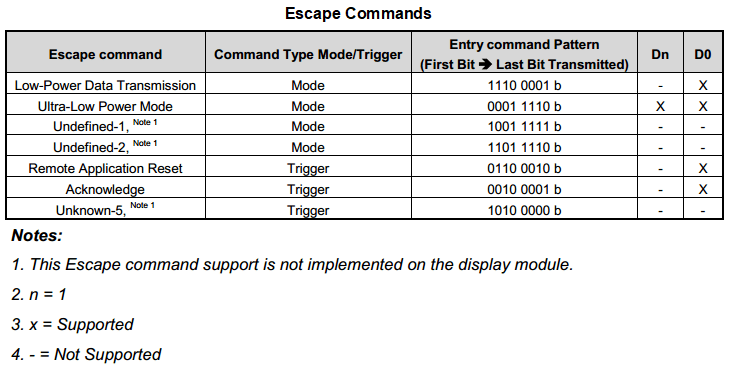 Escape Commands
Escape command Command Type Mode/Trigger Entry command Pattern (First Bit ➔ Last Bit Transmitted) Dn D0
Low-Power Data Transmission Mode 1110 0001 b - X
Ultra-Low Power Mode Mode 0001 1110 b X X
Undefined-1, Note 1 Mode 1001 1111 b - -
Undefined-2, Note 1 Mode 1101 1110 b - -
Remote Application Reset Trigger 0110 0010 b - X
Acknowledge Trigger 0010 0001 b - X
Unknown-5, Note 1 Trigger 1010 0000 b - -
Notes:
1. This Escape command support is not implemented on the display module.
2. n = 1
3. x = Supported
4. - = Not Supported